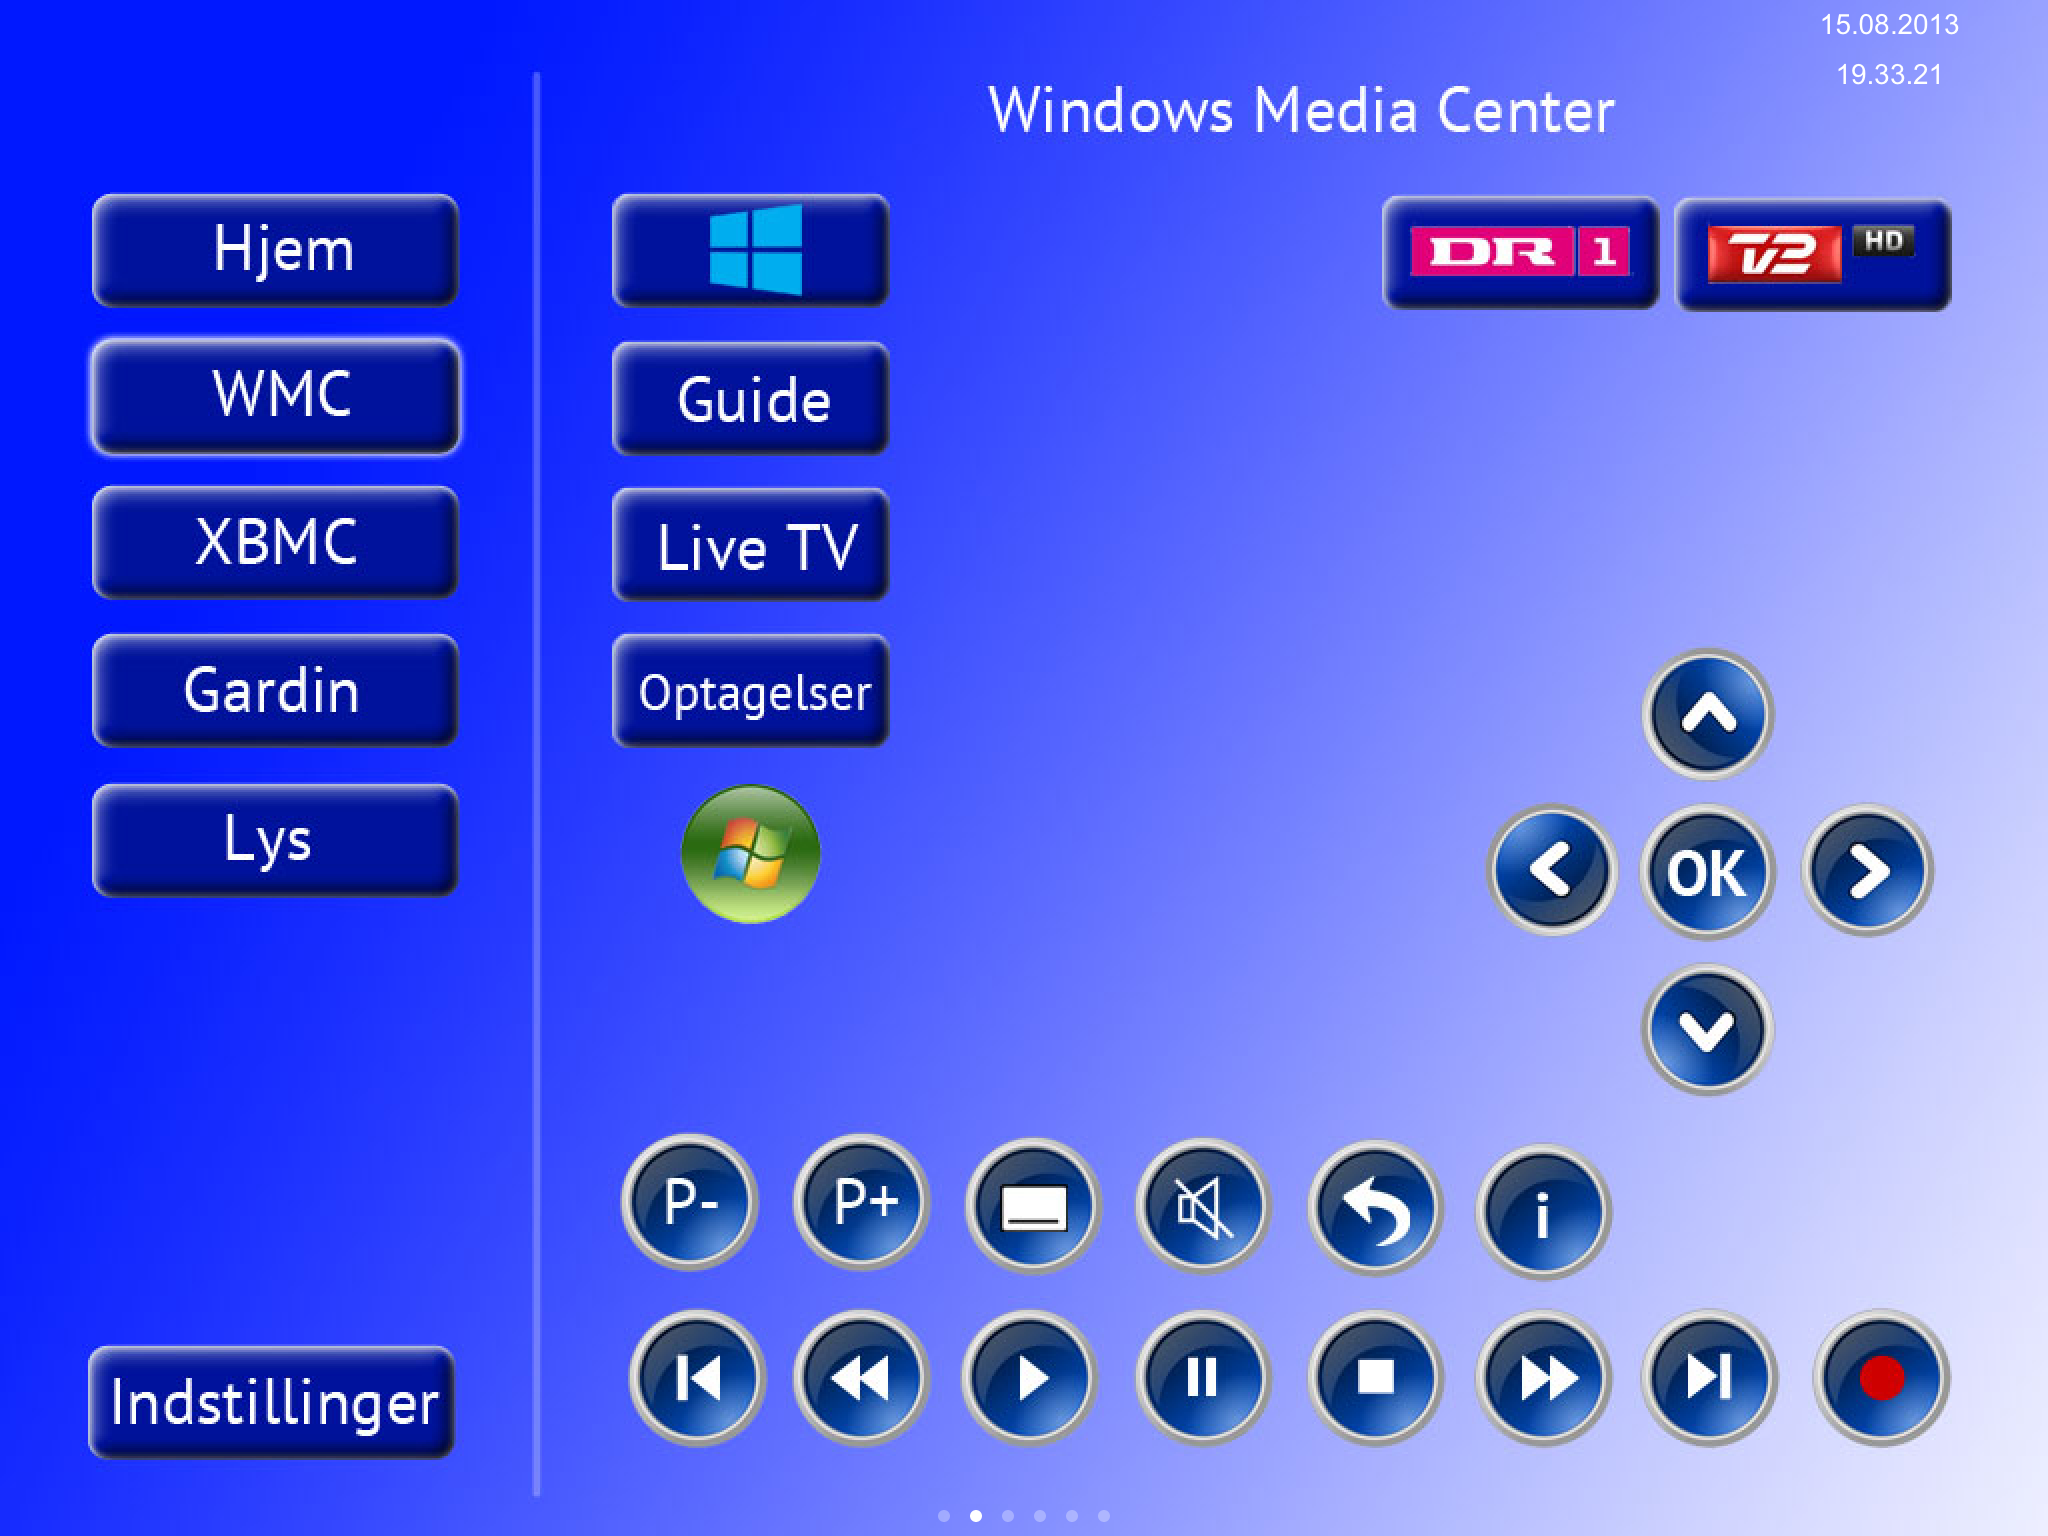 15.08.2013
19.33.21
Windows Media Center
Hjem
WMC
XBMC
Gardin
Lys
Indstillinger
Guide
Live TV
Optagelser
DR 1
TV2 HD
OK
P-
P+
i